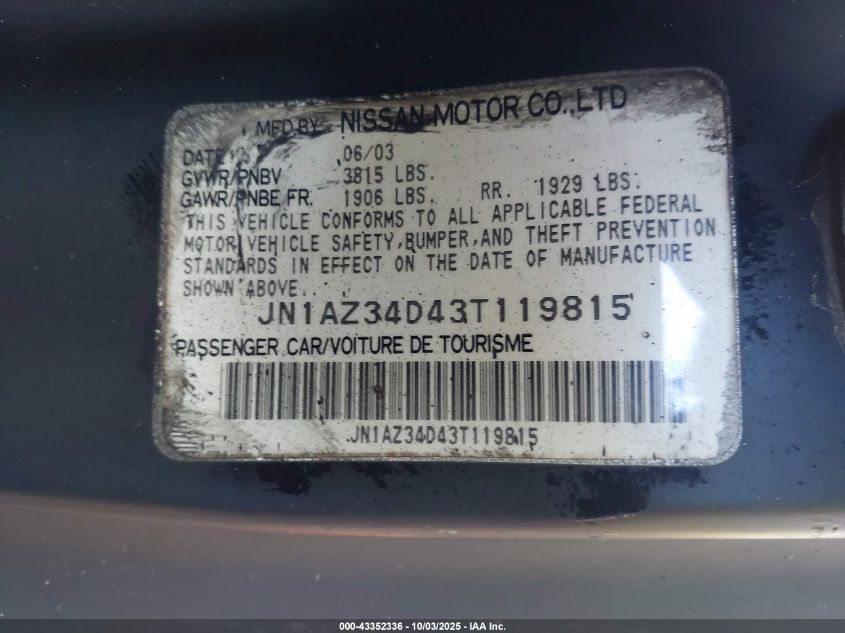 MFD BY NISSAN MOTOR CO.,LTD
DATE 06/03
GVWR/PNBV 3815 LBS.
GAWR/PNBE FR. 1906 LBS. RR. 1929 LBS.
THIS VEHICLE CONFORMS TO ALL APPLICABLE FEDERAL
MOTOR VEHICLE SAFETY,BUMPER,AND THEFT PREVENTION
STANDARDS IN EFFECT ON THE DATE OF MANUFACTURE
SHOWN ABOVE.
JN1AZ34D43T119815
PASSENGER CAR/VOITURE DE TOURISME
JN1AZ34D43T119815
000-43352336 - 10/03/2025 - IAA Inc.